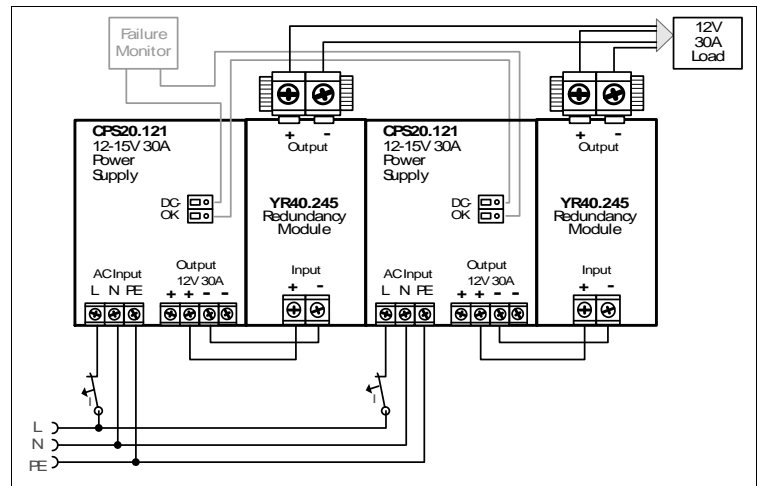 Failure
Monitor
12V
30A
Load
CPS20.121
12-15V 30A
Power
Supply
DC-
OK
AC Input
L N PE
Output
12V 30A
+ + - -
+ -
Output
YR40.245
Redundancy
Module
Input
+ -
CPS20.121
12-15V 30A
Power
Supply
DC-
OK
AC Input
L N PE
Output
12V 30A
+ + - -
+ -
Output
YR40.245
Redundancy
Module
Input
+ -
I
I
L
N
PE